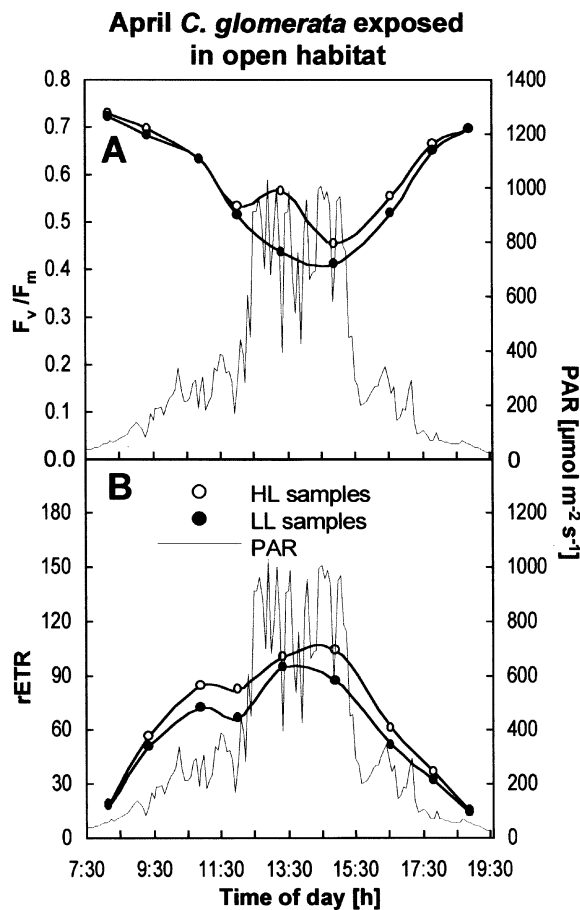 April C. glomerata exposed
in open habitat
A
Fv/Fm
0.8
0.7
0.6
0.5
0.4
0.3
0.2
0.1
0.0
1400
1200
1000
800
600
400
200
0
PAR [µmol m-2 s-1]
B
HL samples
LL samples
PAR
rETR
180
150
120
90
60
30
0
1200
1000
800
600
400
200
0
7:30 9:30 11:30 13:30 15:30 17:30 19:30
Time of day [h]